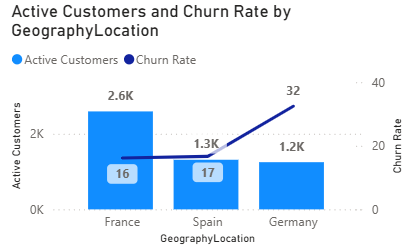 Active Customers and Churn Rate by
GeographyLocation
Active Customers Churn Rate
2.6K
1.3K
1.2K
32
16
17
40
20
0
2K
0K
Active Customers
Churn Rate
France Spain Germany
GeographyLocation